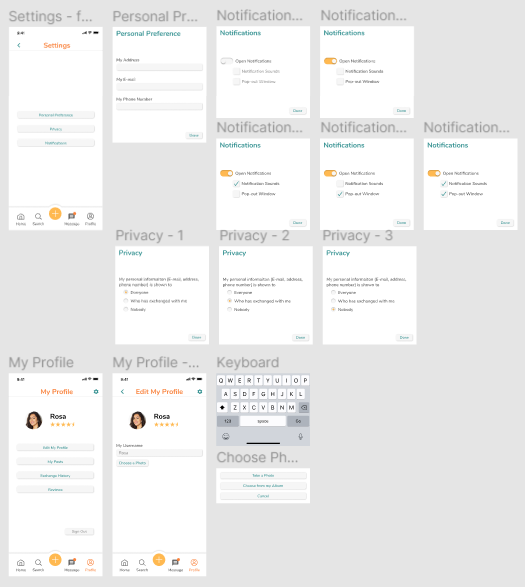 Settings - f...
9:41
Settings
Personal Preference
Privacy
Notifications
Home
Search
Message
Profile
Personal Pr...
Personal Preference
My Address
My E-mail
My Phone Number
Done
Notification...
Notifications
Open Notifications
Notification Sounds
Pop-out Window
Done
Notification...
Notifications
Open Notifications
Notification Sounds
Pop-out Window
Done
Notification...
Notifications
Open Notifications
Notification Sounds
Pop-out Window
Done
Notification...
Notifications
Open Notifications
Notification Sounds
Pop-out Window
Done
Notification...
Notifications
Open Notifications
Notification Sounds
Pop-out Window
Done
Privacy - 1
Privacy
My personal information (E-mail, address,
phone number) is shown to
Everyone
Who has exchanged with me
Nobody
Done
Privacy - 2
Privacy
My personal information (E-mail, address,
phone number) is shown to
Everyone
Who has exchanged with me
Nobody
Done
Privacy - 3
Privacy
My personal information (E-mail, address,
phone number) is shown to
Everyone
Who has exchanged with me
Nobody
Done
My Profile
9:41
My Profile
Rosa
Edit My Profile
My Posts
Exchange History
Reviews
Sign Out
Home
Search
Message
Profile
My Profile -...
9:41
Edit My Profile
Rosa
My Username
Rosa
Choose a Photo
Home
Search
Message
Profile
Keyboard
Q W E R T Y U I O P
A S D F G H J K L
Z X C V B N M
123
space
Go
Choose Ph...
Take a Photo
Choose from my Album
Cancel